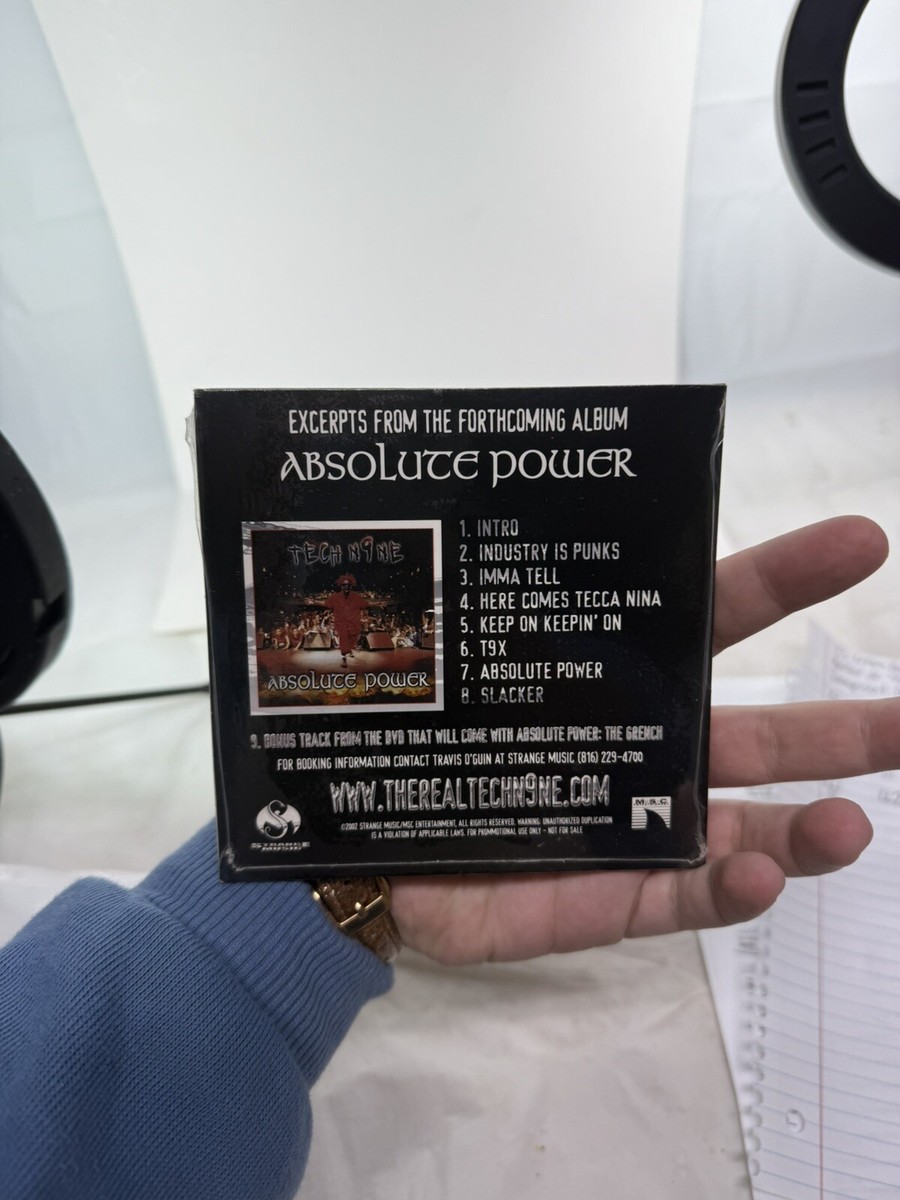 EXCERPTS FROM THE FORTHCOMING ALBUM
ABSOLUTE POWER
TECH N9NE
ABSOLUTE POWER
1. INTRO
2. INDUSTRY IS PUNKS
3. IMMA TELL
4. HERE COMES TECCA NINA
5. KEEP ON KEEPIN' ON
6. T9X
7. ABSOLUTE POWER
8. SLACKER
9. BONUS TRACK FROM THE DVD THAT WILL COME WITH ABSOLUTE POWER: THE GRENCH
FOR BOOKING INFORMATION CONTACT TRAVIS O'GUIN AT STRANGE MUSIC (816) 229-4700
WWW.THEREALTECHN9NE.COM
©2002 STRANGE MUSIC/MSC ENTERTAINMENT, ALL RIGHTS RESERVED. WARNING: UNAUTHORIZED DUPLICATION
IS A VIOLATION OF APPLICABLE LAWS. FOR PROMOTIONAL USE ONLY - NOT FOR SALE
STRANGE
MUSIC